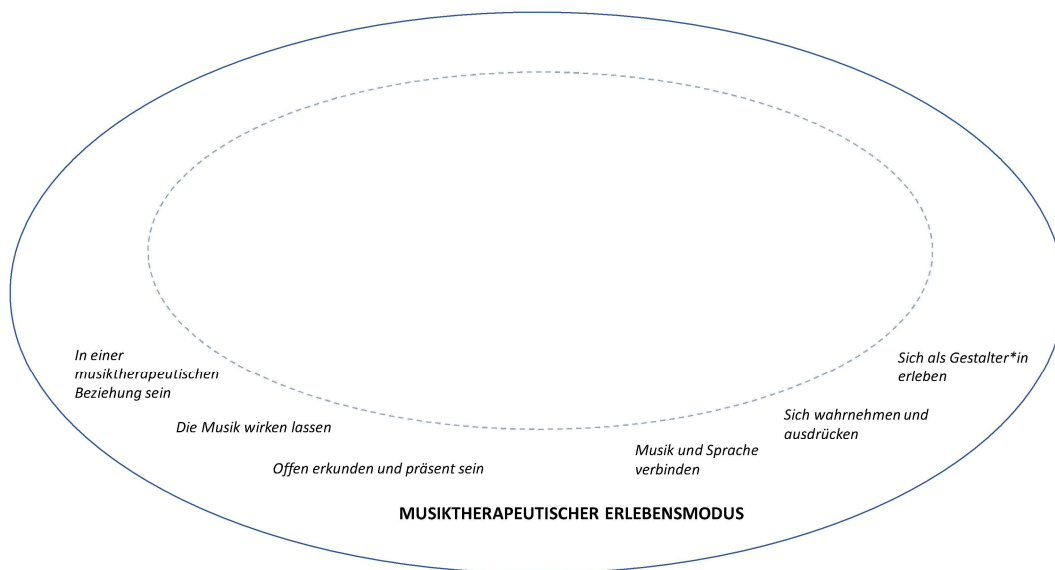 In einer
musiktherapeutischen
Beziehung sein
Die Musik wirken lassen
Offen erkunden und präsent sein
Musik und Sprache
verbinden
Sich wahrnehmen und
ausdrücken
Sich als Gestalter*in
erleben
MUSIKTHERAPEUTISCHER ERLEBENSMODUS